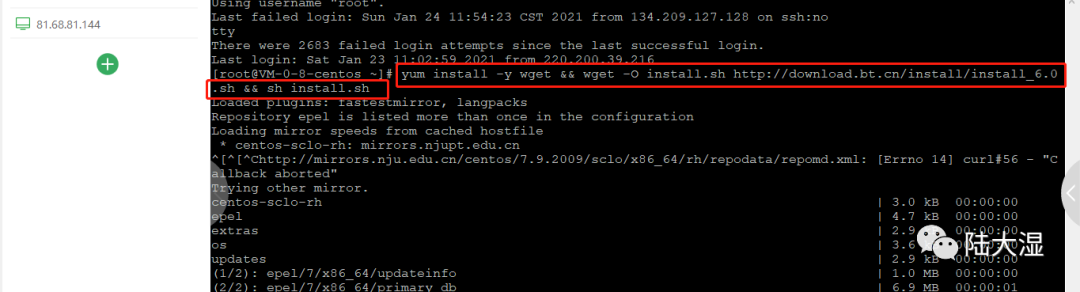 81.68.81.144
Using username "root".
Last failed login: Sun Jan 24 11:54:23 CST 2021 from 134.209.127.128 on ssh:no
tty
There were 2683 failed login attempts since the last successful login.
Last login: Sat Jan 23 11:02:59 2021 from 220.200.39.216
[root@VM-0-8-centos ~]# yum install -y wget && wget -O install.sh http://download.bt.cn/install/install_6.0
.sh && sh install.sh
Loaded plugins: fastestmirror, langpacks
Repository epel is listed more than once in the configuration
Loading mirror speeds from cached hostfile
* centos-sclo-rh: mirrors.njupt.edu.cn
^[^[^Chttp://mirrors.nju.edu.cn/centos/7.9.2009/sclo/x86_64/rh/repodata/repomd.xml: [Errno 14] curl#56 - "C
allback aborted"
Trying other mirror.
centos-sclo-rh | 3.0 kB 00:00:00
epel | 4.7 kB 00:00:00
extras | 2.9 kB 00:00:00
os | 3.6 kB 00:00:00
updates | 2.9 kB 00:00:00
(1/2): epel/7/x86_64/updateinfo | 1.0 MB 00:00:00
(2/2): epel/7/x86_64/primary_db | 6.9 MB 00:00:01
陆大湿